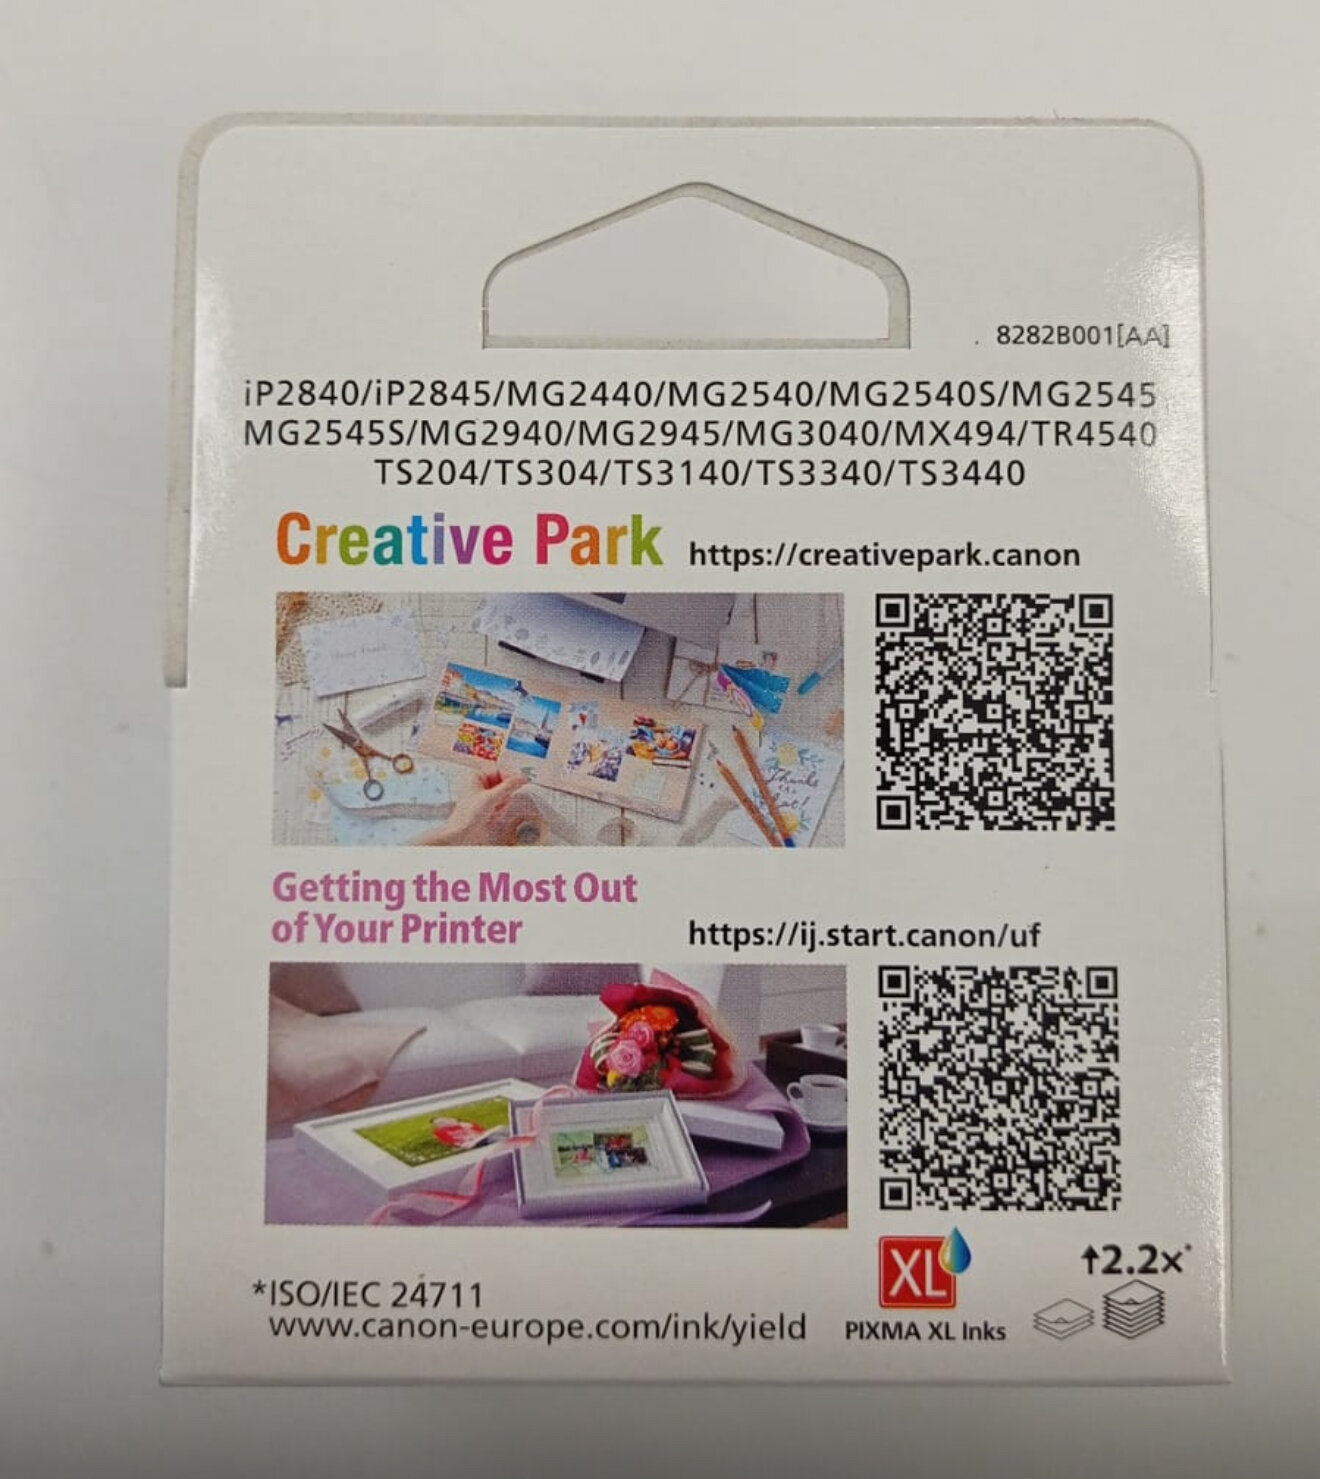 8282B001[AA]
iP2840/iP2845/MG2440/MG2540/MG2540S/MG2545
MG2545S/MG2940/MG2945/MG3040/MX494/TR4540
TS204/TS304/TS3140/TS3340/TS3440
Creative Park https://creativepark.canon
Thanks
Getting the Most Out
of Your Printer https://ij.start.canon/uf
XL
↑2.2x*
*ISO/IEC 24711
www.canon-europe.com/ink/yield
PIXMA XL Inks